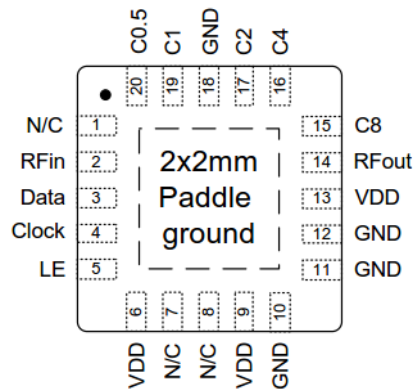 C0.5
C1
GND
C2
C4
20
19
18
17
16
N/C 1
RFin 2
Data 3
Clock 4
LE 5
2x2mm
Paddle
ground
15 C8
14 RFout
13 VDD
12 GND
11 GND
6
7
8
9
10
VDD
N/C
N/C
VDD
GND